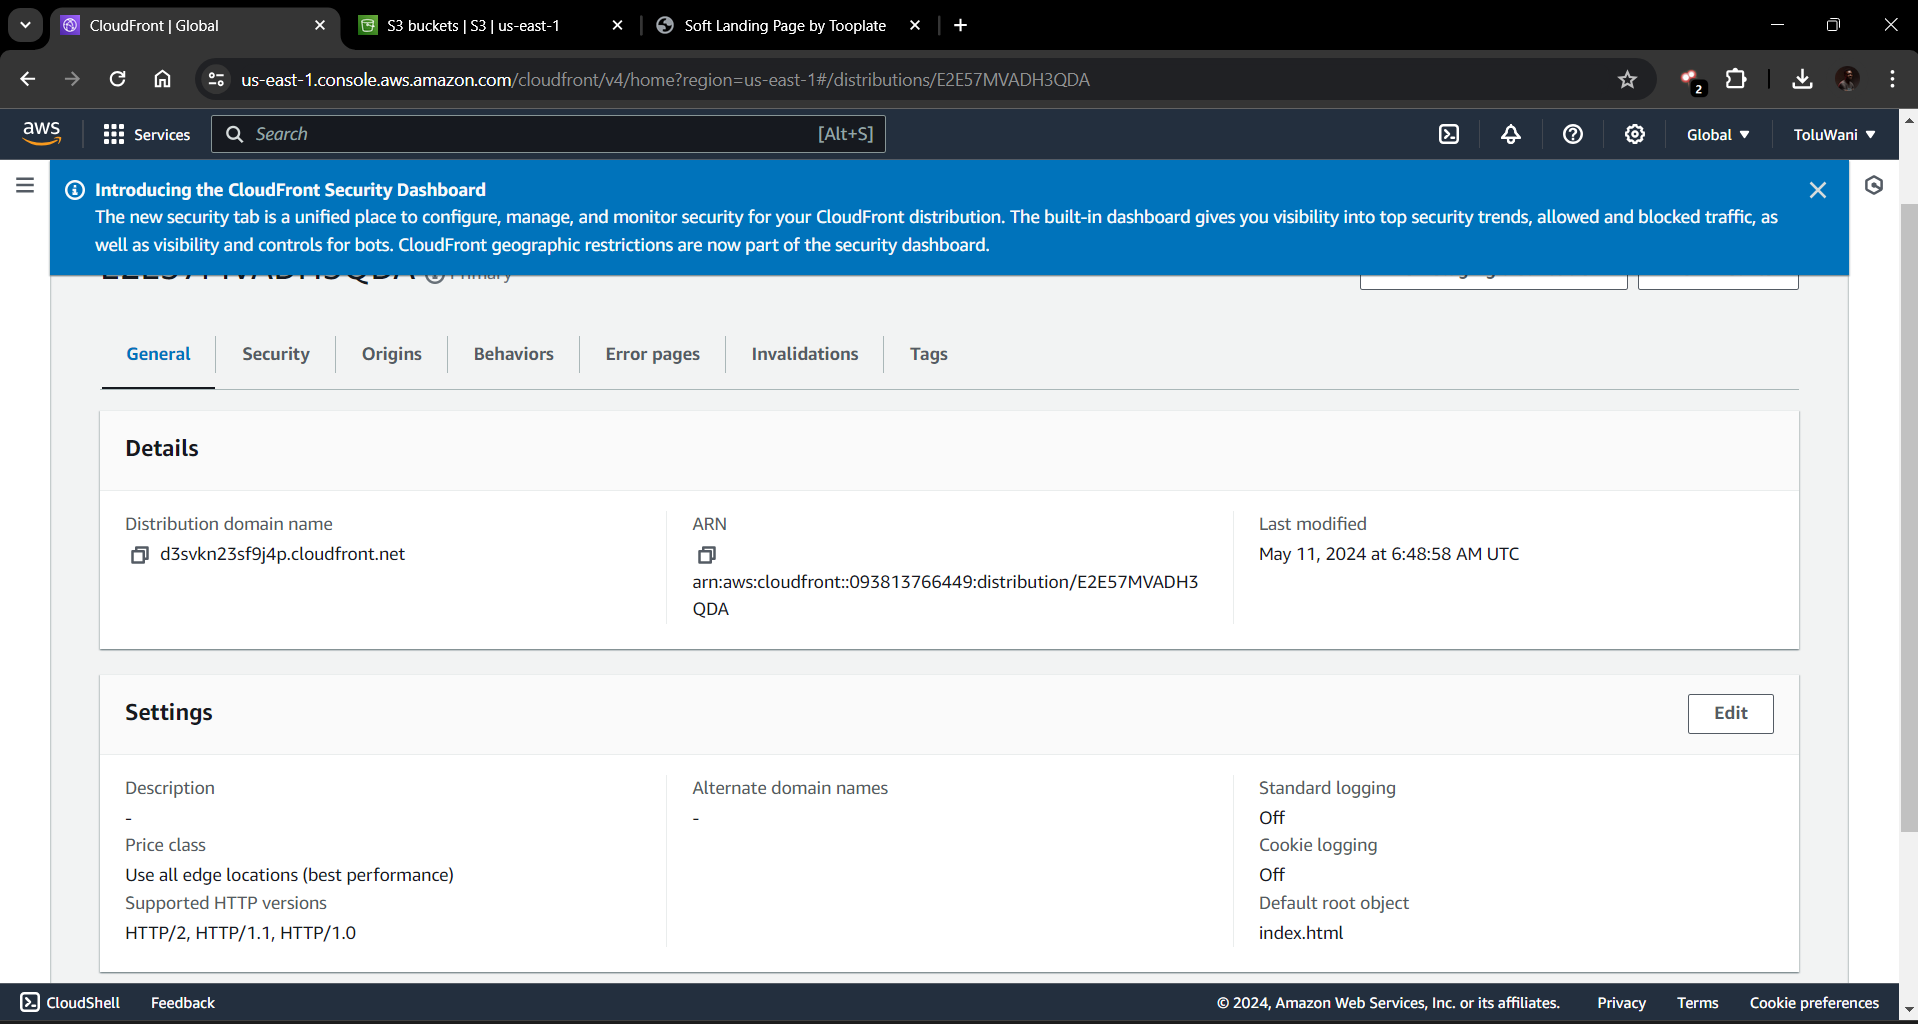 CloudFront | Global
S3 buckets | S3 | us-east-1
Soft Landing Page by Tooplate
us-east-1.console.aws.amazon.com/cloudfront/v4/home?region=us-east-1#/distributions/E2E57MVADH3QDA
2
aws
Services
Search
[Alt+S]
Global
ToluWani
Introducing the CloudFront Security Dashboard
The new security tab is a unified place to configure, manage, and monitor security for your CloudFront distribution. The built-in dashboard gives you visibility into top security trends, allowed and blocked traffic, as
well as visibility and controls for bots. CloudFront geographic restrictions are now part of the security dashboard.
E2E57MVADH3QDA
Primary
General
Security
Origins
Behaviors
Error pages
Invalidations
Tags
Details
Distribution domain name
d3svkn23sf9j4p.cloudfront.net
ARN
arn:aws:cloudfront::093813766449:distribution/E2E57MVADH3
QDA
Last modified
May 11, 2024 at 6:48:58 AM UTC
Settings
Edit
Description
-
Price class
Use all edge locations (best performance)
Supported HTTP versions
HTTP/2, HTTP/1.1, HTTP/1.0
Alternate domain names
-
Standard logging
Off
Cookie logging
Off
Default root object
index.html
CloudShell
Feedback
© 2024, Amazon Web Services, Inc. or its affiliates.
Privacy
Terms
Cookie preferences